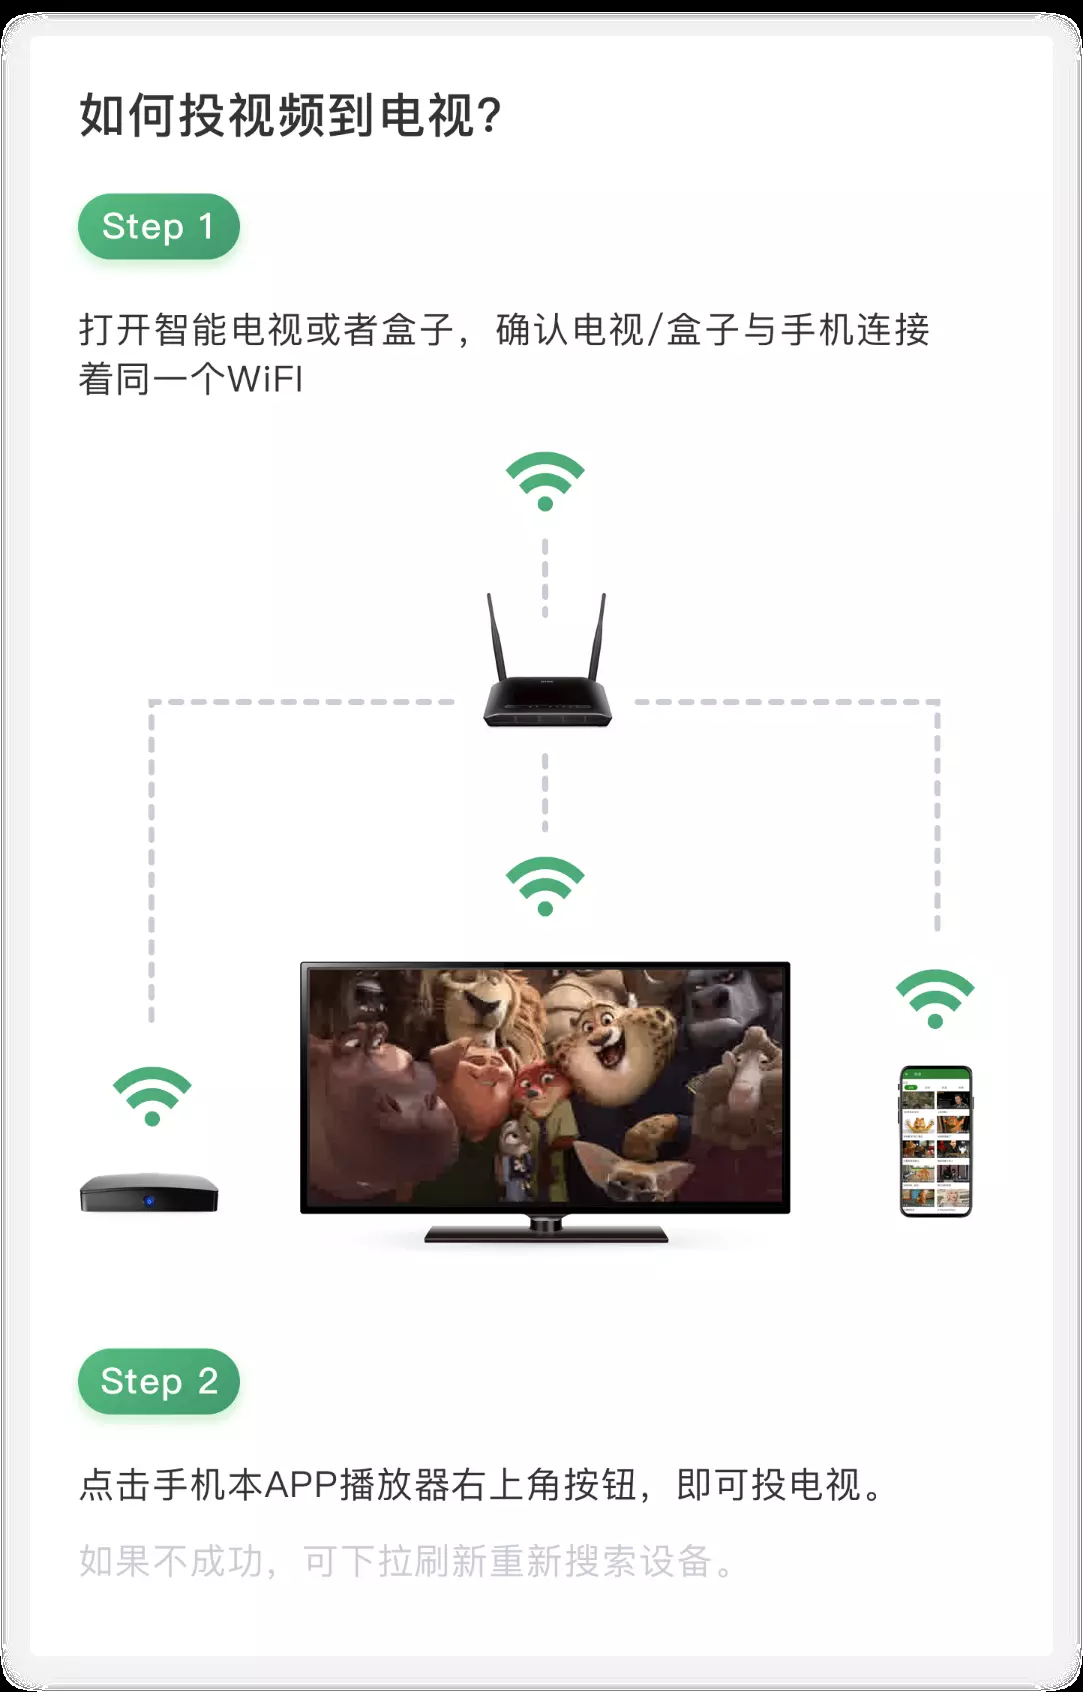 如何投视频到电视?
Step 1
打开智能电视或者盒子，确认电视/盒子与手机连接
着同一个WiFI
Step 2
点击手机本APP播放器右上角按钮，即可投电视。
如果不成功，可下拉刷新重新搜索设备。